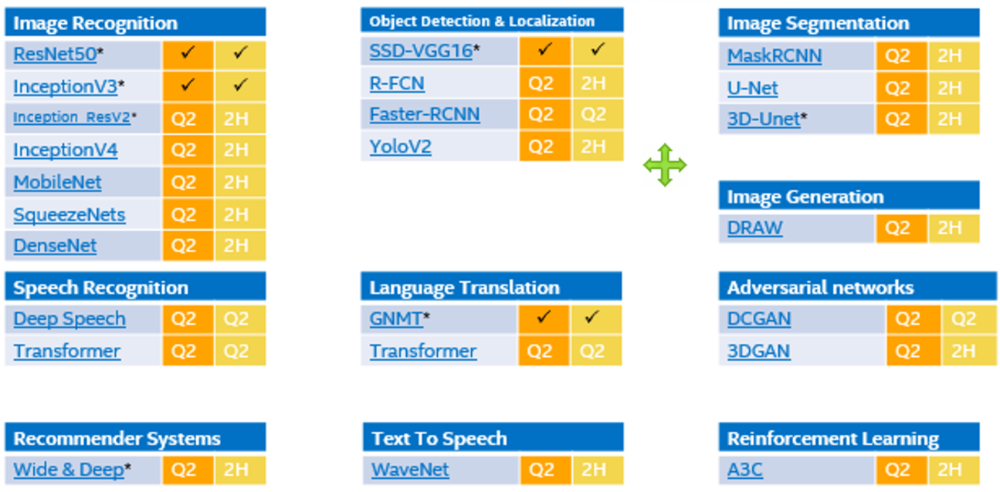 Image Recognition
ResNet50* ✓ ✓
InceptionV3* ✓ ✓
Inception_ResV2* Q2 2H
InceptionV4 Q2 2H
MobileNet Q2 2H
SqueezeNets Q2 2H
DenseNet Q2 2H
Object Detection & Localization
SSD-VGG16* ✓ ✓
R-FCN Q2 2H
Faster-RCNN Q2 Q2
YoloV2 Q2 2H
Image Segmentation
MaskRCNN Q2 2H
U-Net Q2 2H
3D-Unet* Q2 2H
Image Generation
DRAW Q2 2H
Speech Recognition
Deep Speech Q2 Q2
Transformer Q2 Q2
Language Translation
GNMT* ✓ ✓
Transformer Q2 Q2
Adversarial networks
DCGAN Q2 Q2
3DGAN Q2 2H
Recommender Systems
Wide & Deep* Q2 2H
Text To Speech
WaveNet Q2 2H
Reinforcement Learning
A3C Q2 2H